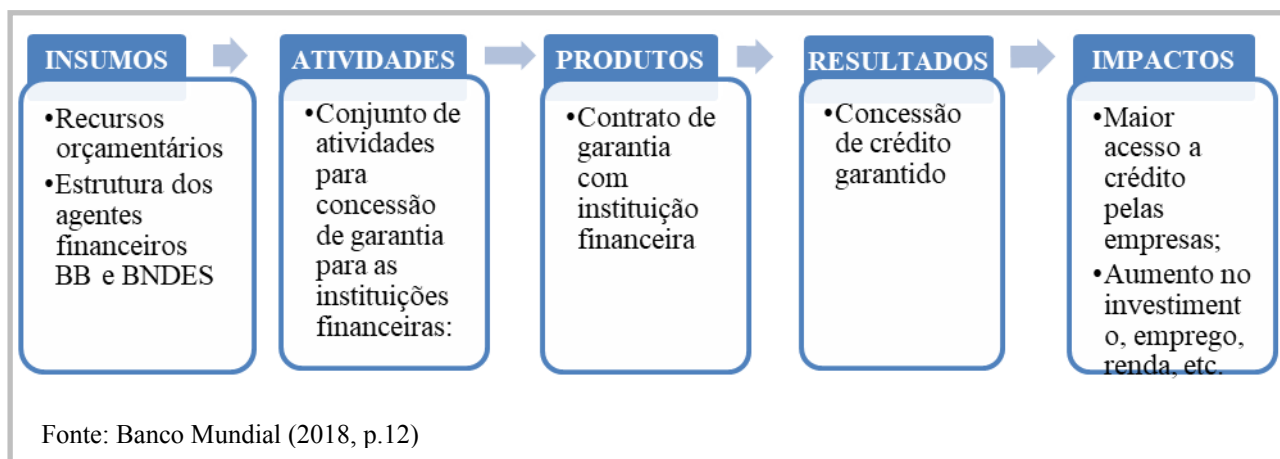 INSUMOS
•Recursos
orçamentários
•Estrutura dos
agentes
financeiros
BB e BNDES
ATIVIDADES
•Conjunto de
atividades
para
concessão
de garantia
para as
instituições
financeiras:
PRODUTOS
•Contrato de
garantia
com
instituição
financeira
RESULTADOS
•Concessão
de crédito
garantido
IMPACTOS
•Maior
acesso a
crédito
pelas
empresas;
•Aumento no
investiment
o, emprego,
renda, etc.
Fonte: Banco Mundial (2018, p.12)